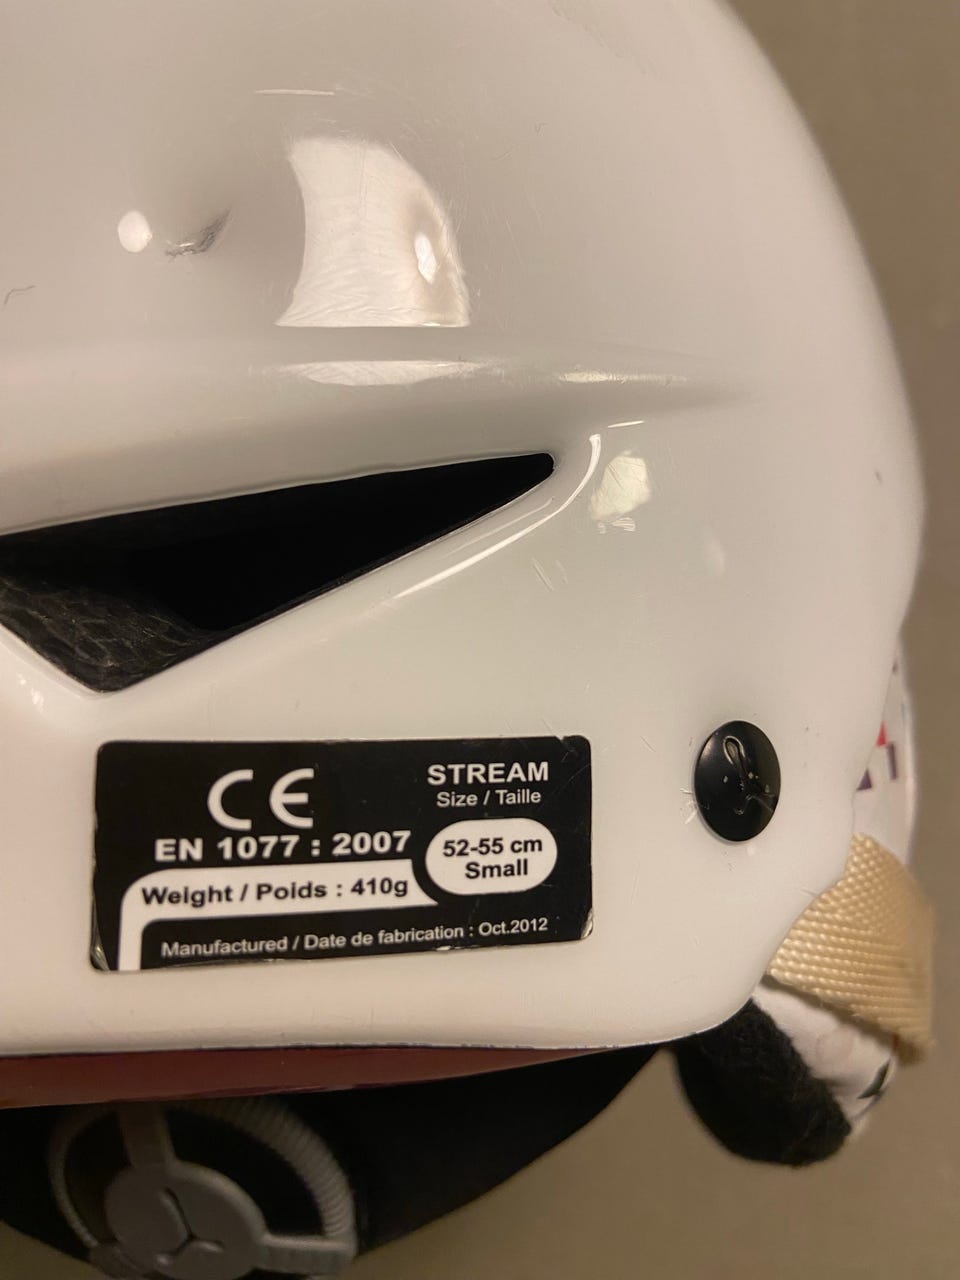 CE
EN 1077 : 2007
Weight / Poids : 410g
STREAM
Size / Taille
52-55 cm
Small
Manufactured / Date de fabrication : Oct.2012